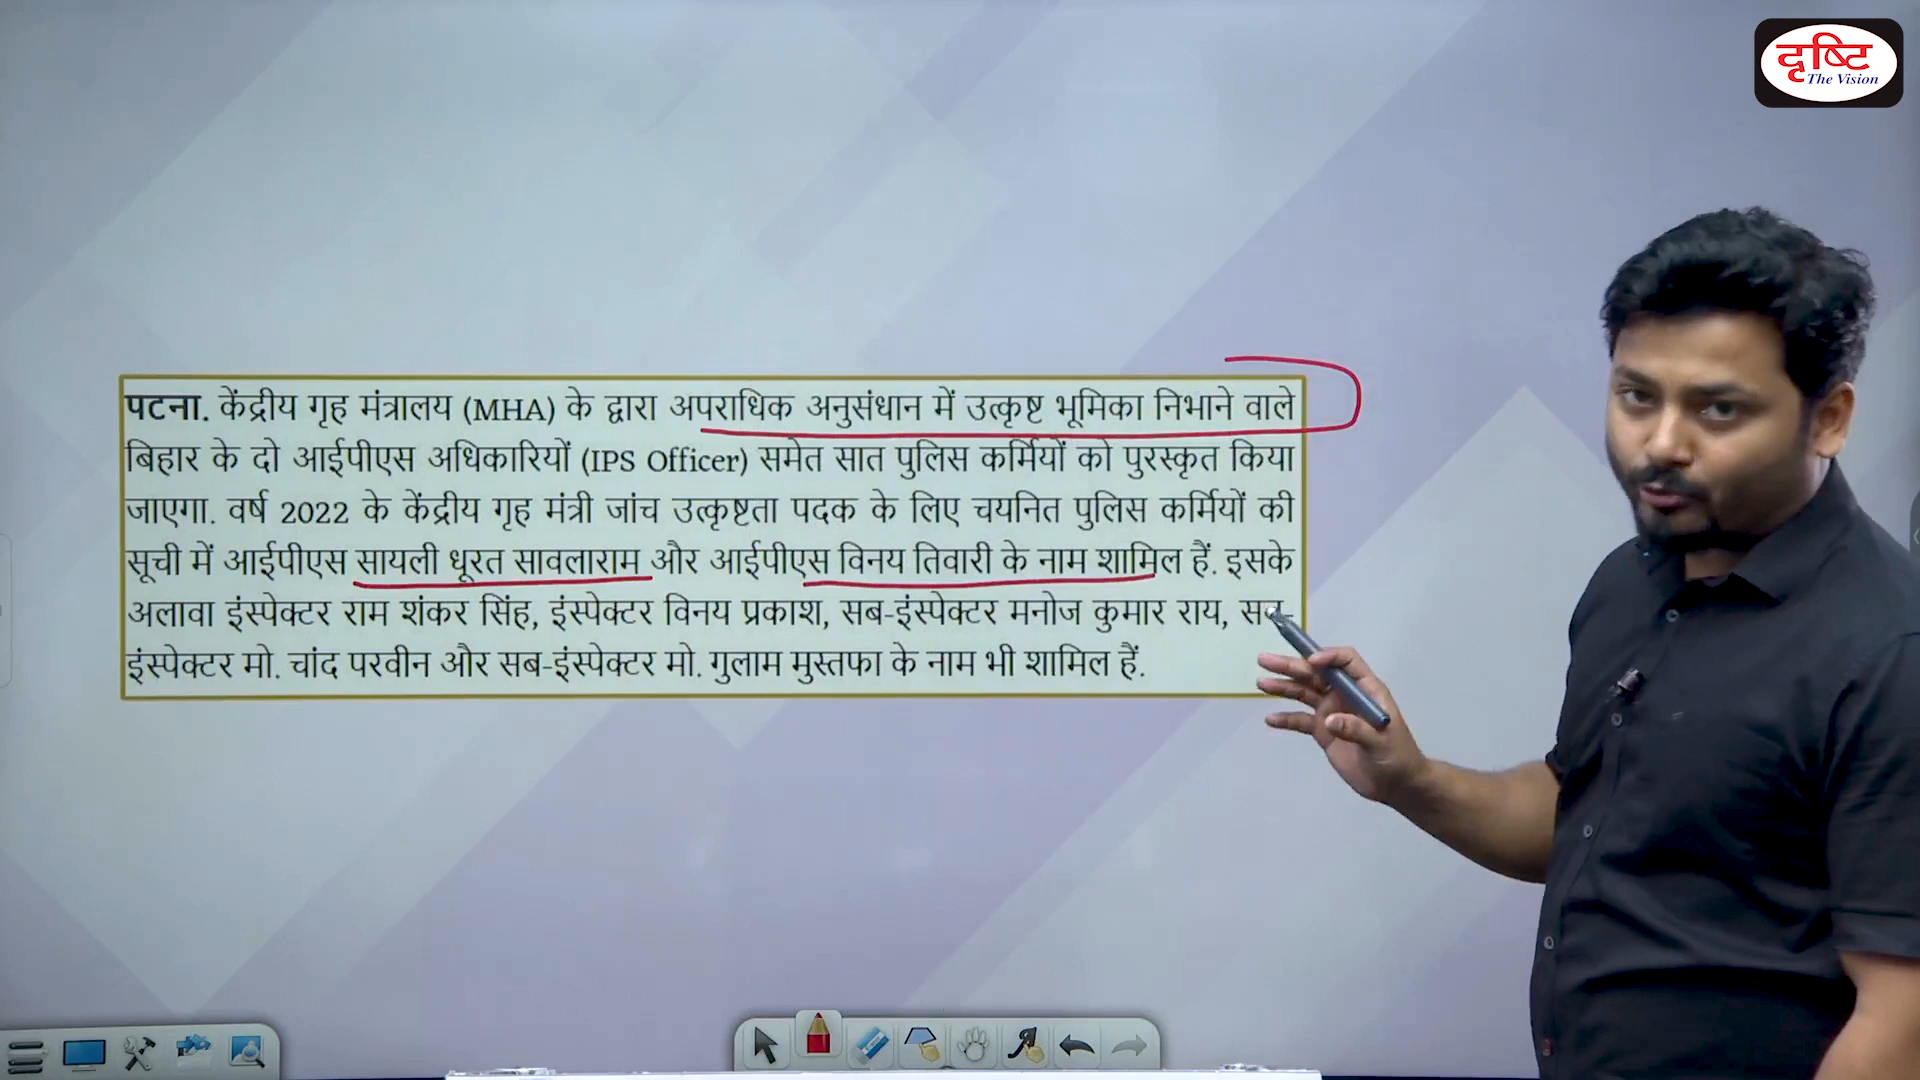 दृष्टि
The Vision
पटना. केंद्रीय गृह मंत्रालय (MHA) के द्वारा अपराधिक अनुसंधान में उत्कृष्ट भूमिका निभाने वाले
बिहार के दो आईपीएस अधिकारियों (IPS Officer) समेत सात पुलिस कर्मियों को पुरस्कृत किया
जाएगा. वर्ष 2022 के केंद्रीय गृह मंत्री जांच उत्कृष्टता पदक के लिए चयनित पुलिस कर्मियों की
सूची में आईपीएस सायली धूरत सावलाराम और आईपीएस विनय तिवारी के नाम शामिल हैं. इसके
अलावा इंस्पेक्टर राम शंकर सिंह, इंस्पेक्टर विनय प्रकाश, सब-इंस्पेक्टर मनोज कुमार राय, सब-
इंस्पेक्टर मो. चांद परवीन और सब-इंस्पेक्टर मो. गुलाम मुस्तफा के नाम भी शामिल हैं.